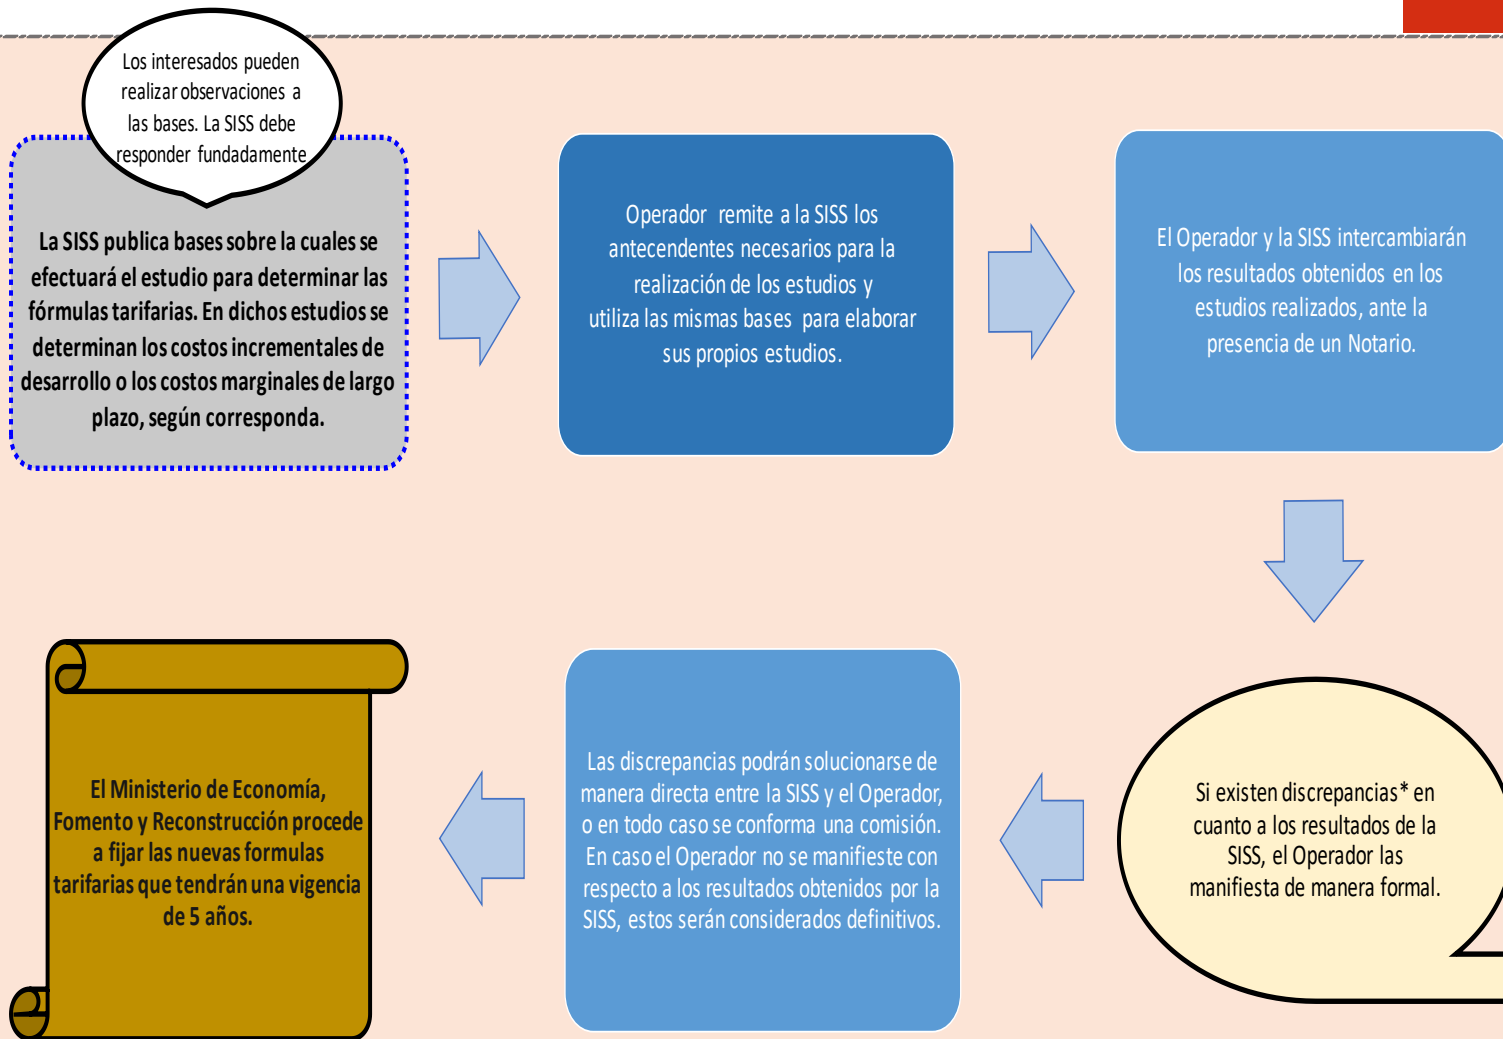 Los interesados pueden
realizar observaciones a
las bases. La SISS debe
responder fundadamente
La SISS publica bases sobre la cuales se
efectuará el estudio para determinar las
fórmulas tarifarias. En dichos estudios se
determinan los costos incrementales de
desarrollo o los costos marginales de largo
plazo, según corresponda.
Operador remite a la SISS los
antecendentes necesarios para la
realización de los estudios y
utiliza las mismas bases para elaborar
sus propios estudios.
El Operador y la SISS intercambiarán
los resultados obtenidos en los
estudios realizados, ante la
presencia de un Notario.
Si existen discrepancias* en
cuanto a los resultados de la
SISS, el Operador las
manifiesta de manera formal.
Las discrepancias podrán solucionarse de
manera directa entre la SISS y el Operador,
o en todo caso se conforma una comisión.
En caso el Operador no se manifieste con
respecto a los resultados obtenidos por la
SISS, estos serán considerados definitivos.
El Ministerio de Economía,
Fomento y Reconstrucción procede
a fijar las nuevas formulas
tarifarias que tendrán una vigencia
de 5 años.